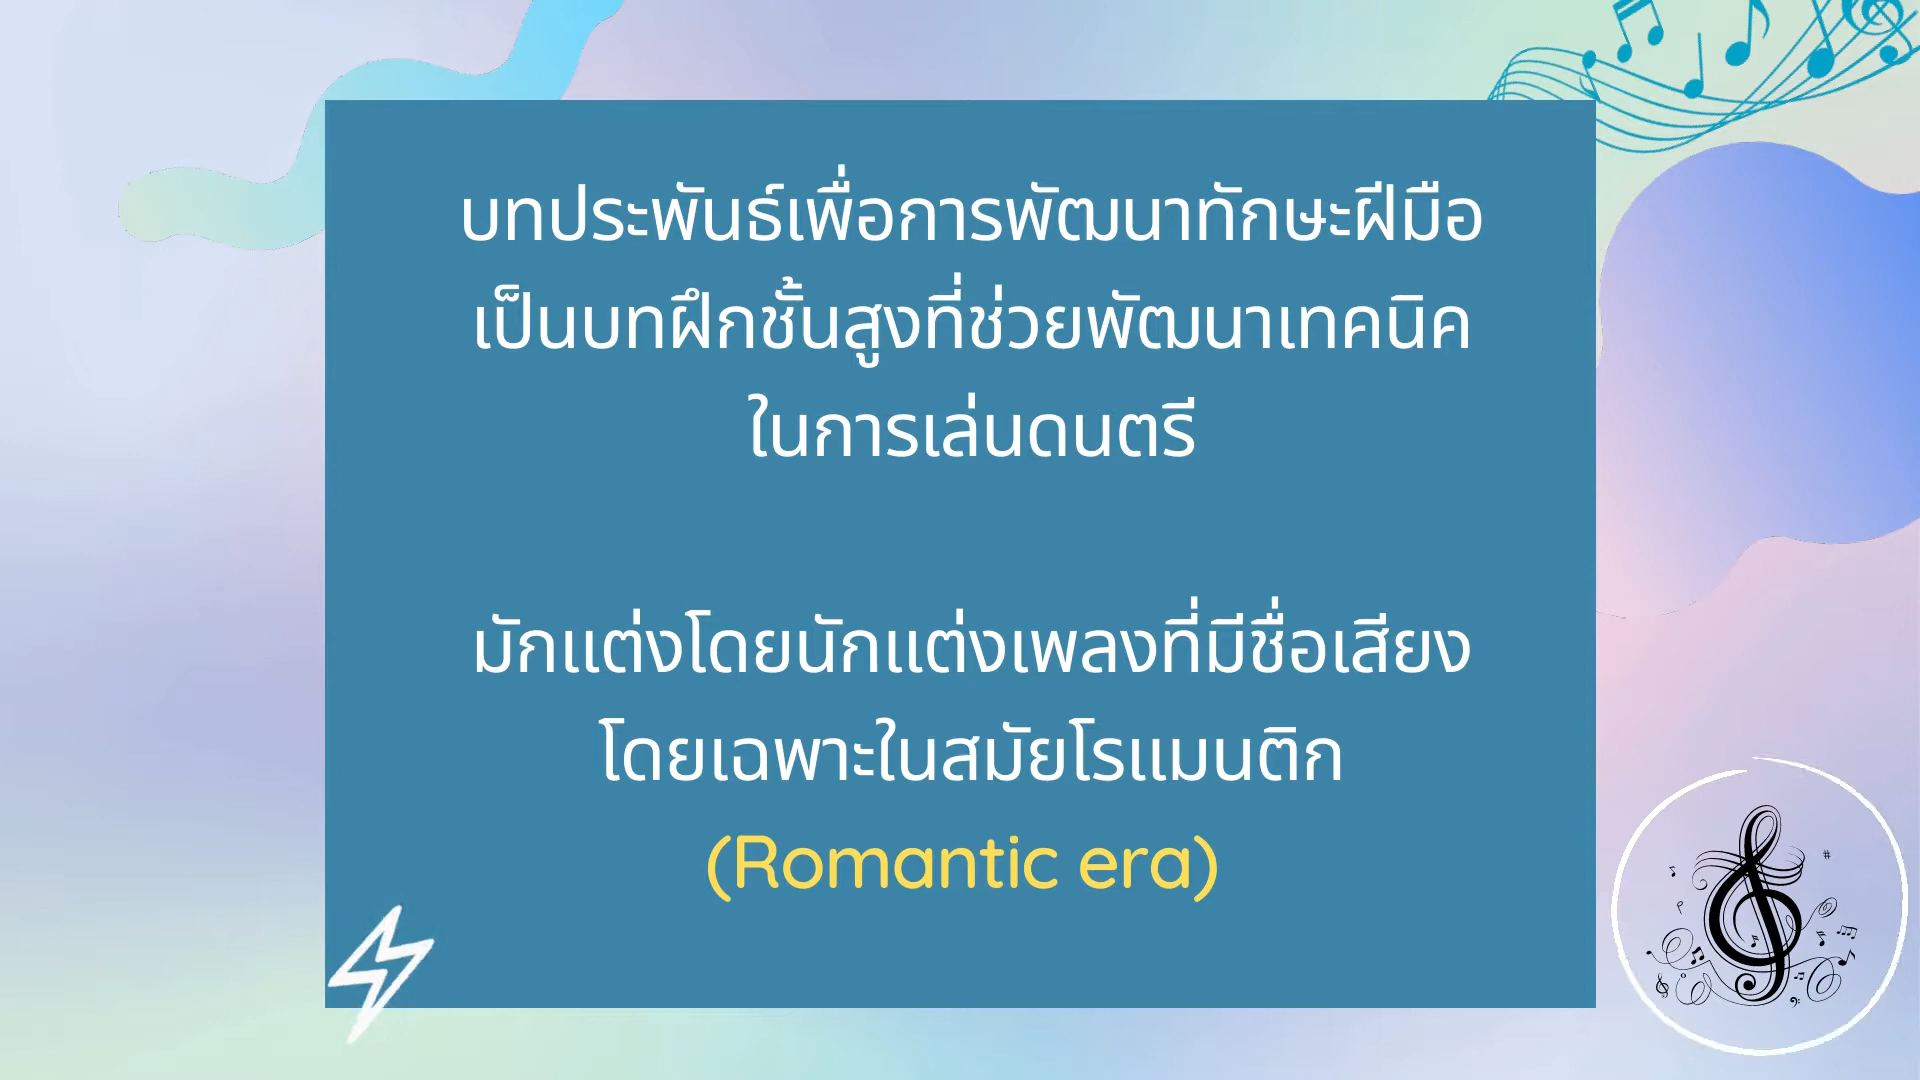 บทประพันธ์เพื่อการพัฒนาทักษะฝีมือ
เป็นบทฝึกชั้นสูงที่ช่วยพัฒนาเทคนิค
ในการเล่นดนตรี
มักแต่งโดยนักแต่งเพลงที่มีชื่อเสียง
โดยเฉพาะในสมัยโรแมนติก
(Romantic era)